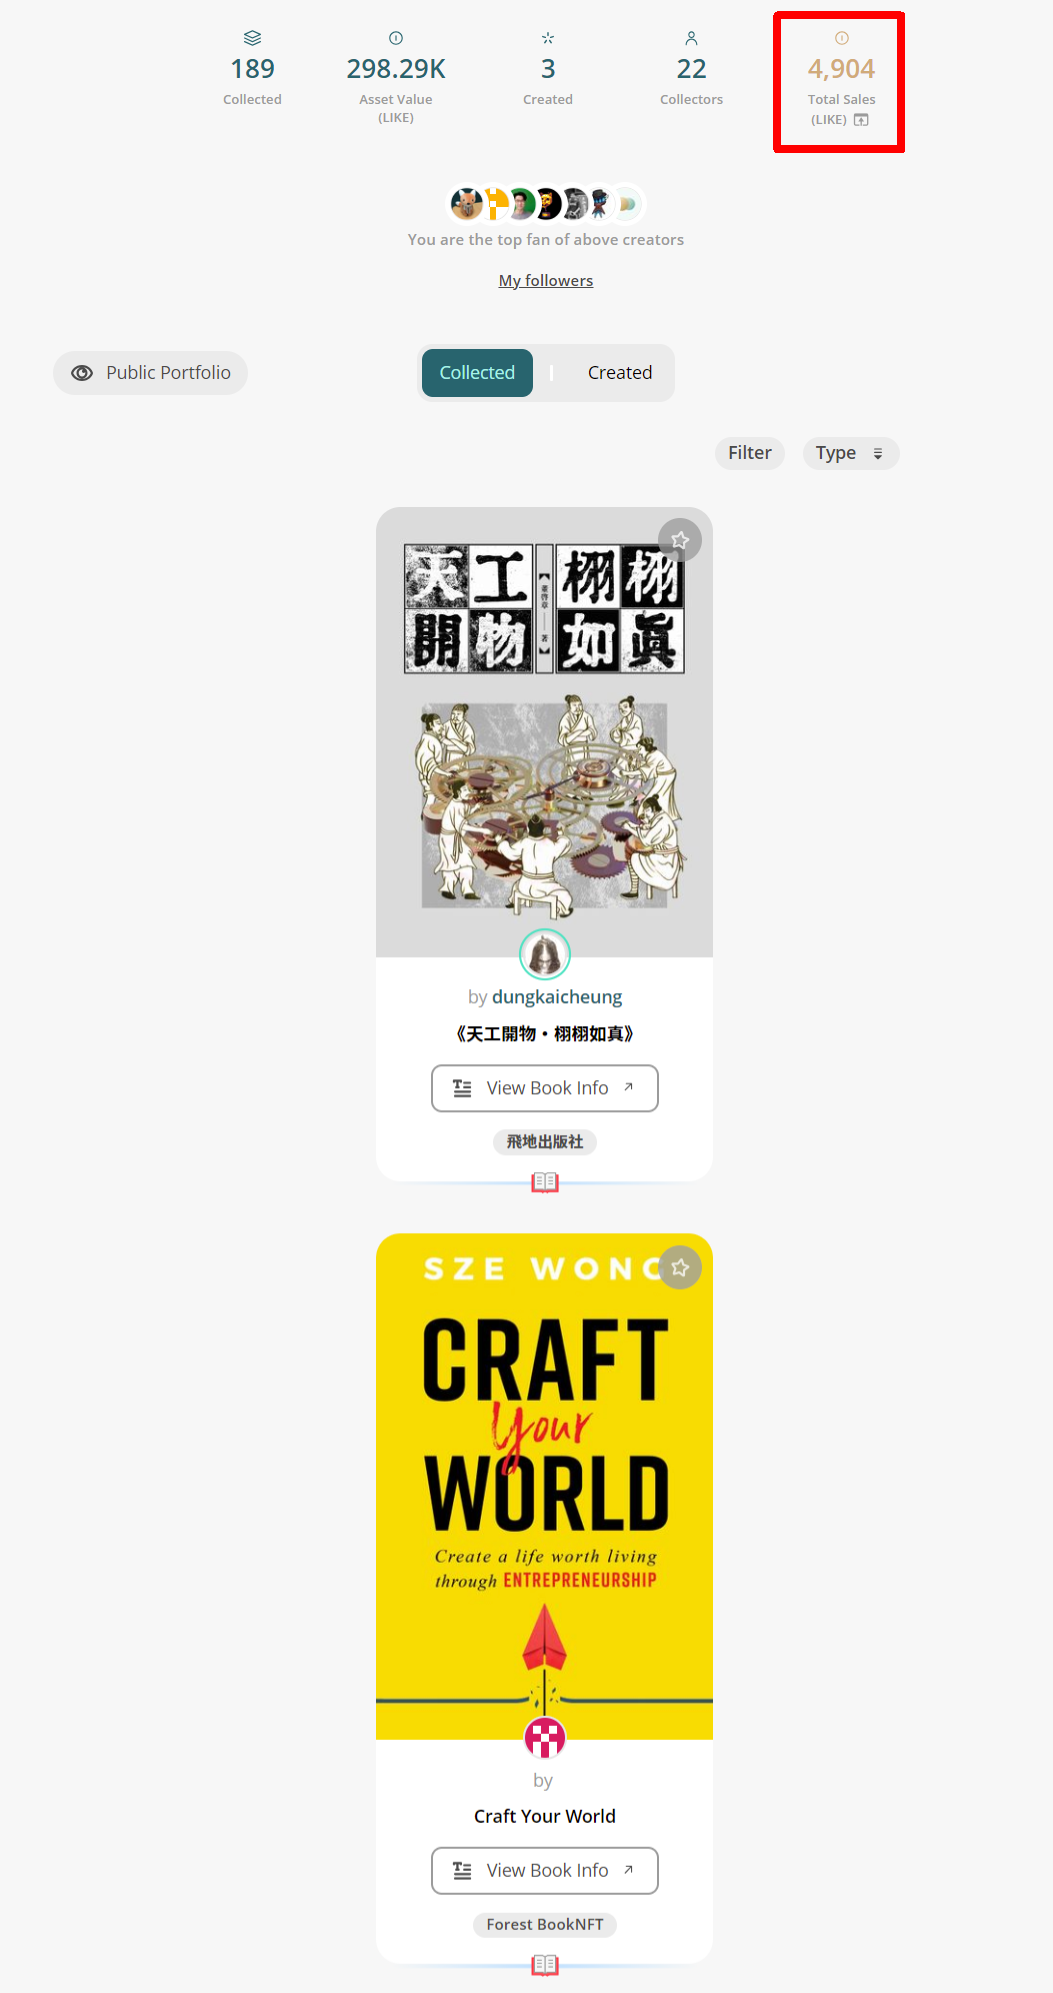 189
Collected
298.29K
Asset Value
(LIKE)
3
Created
22
Collectors
4,904
Total Sales
(LIKE)
You are the top fan of above creators
My followers
Public Portfolio
Collected
Created
Filter
Type
天工
開物
【董啓章——著】
栩栩
如真
by dungkaicheung
《天工開物・栩栩如真》
View Book Info
飛地出版社
SZE WONG
CRAFT
Your
WORLD
Create a life worth living
through ENTREPRENEURSHIP
by
Craft Your World
View Book Info
Forest BookNFT